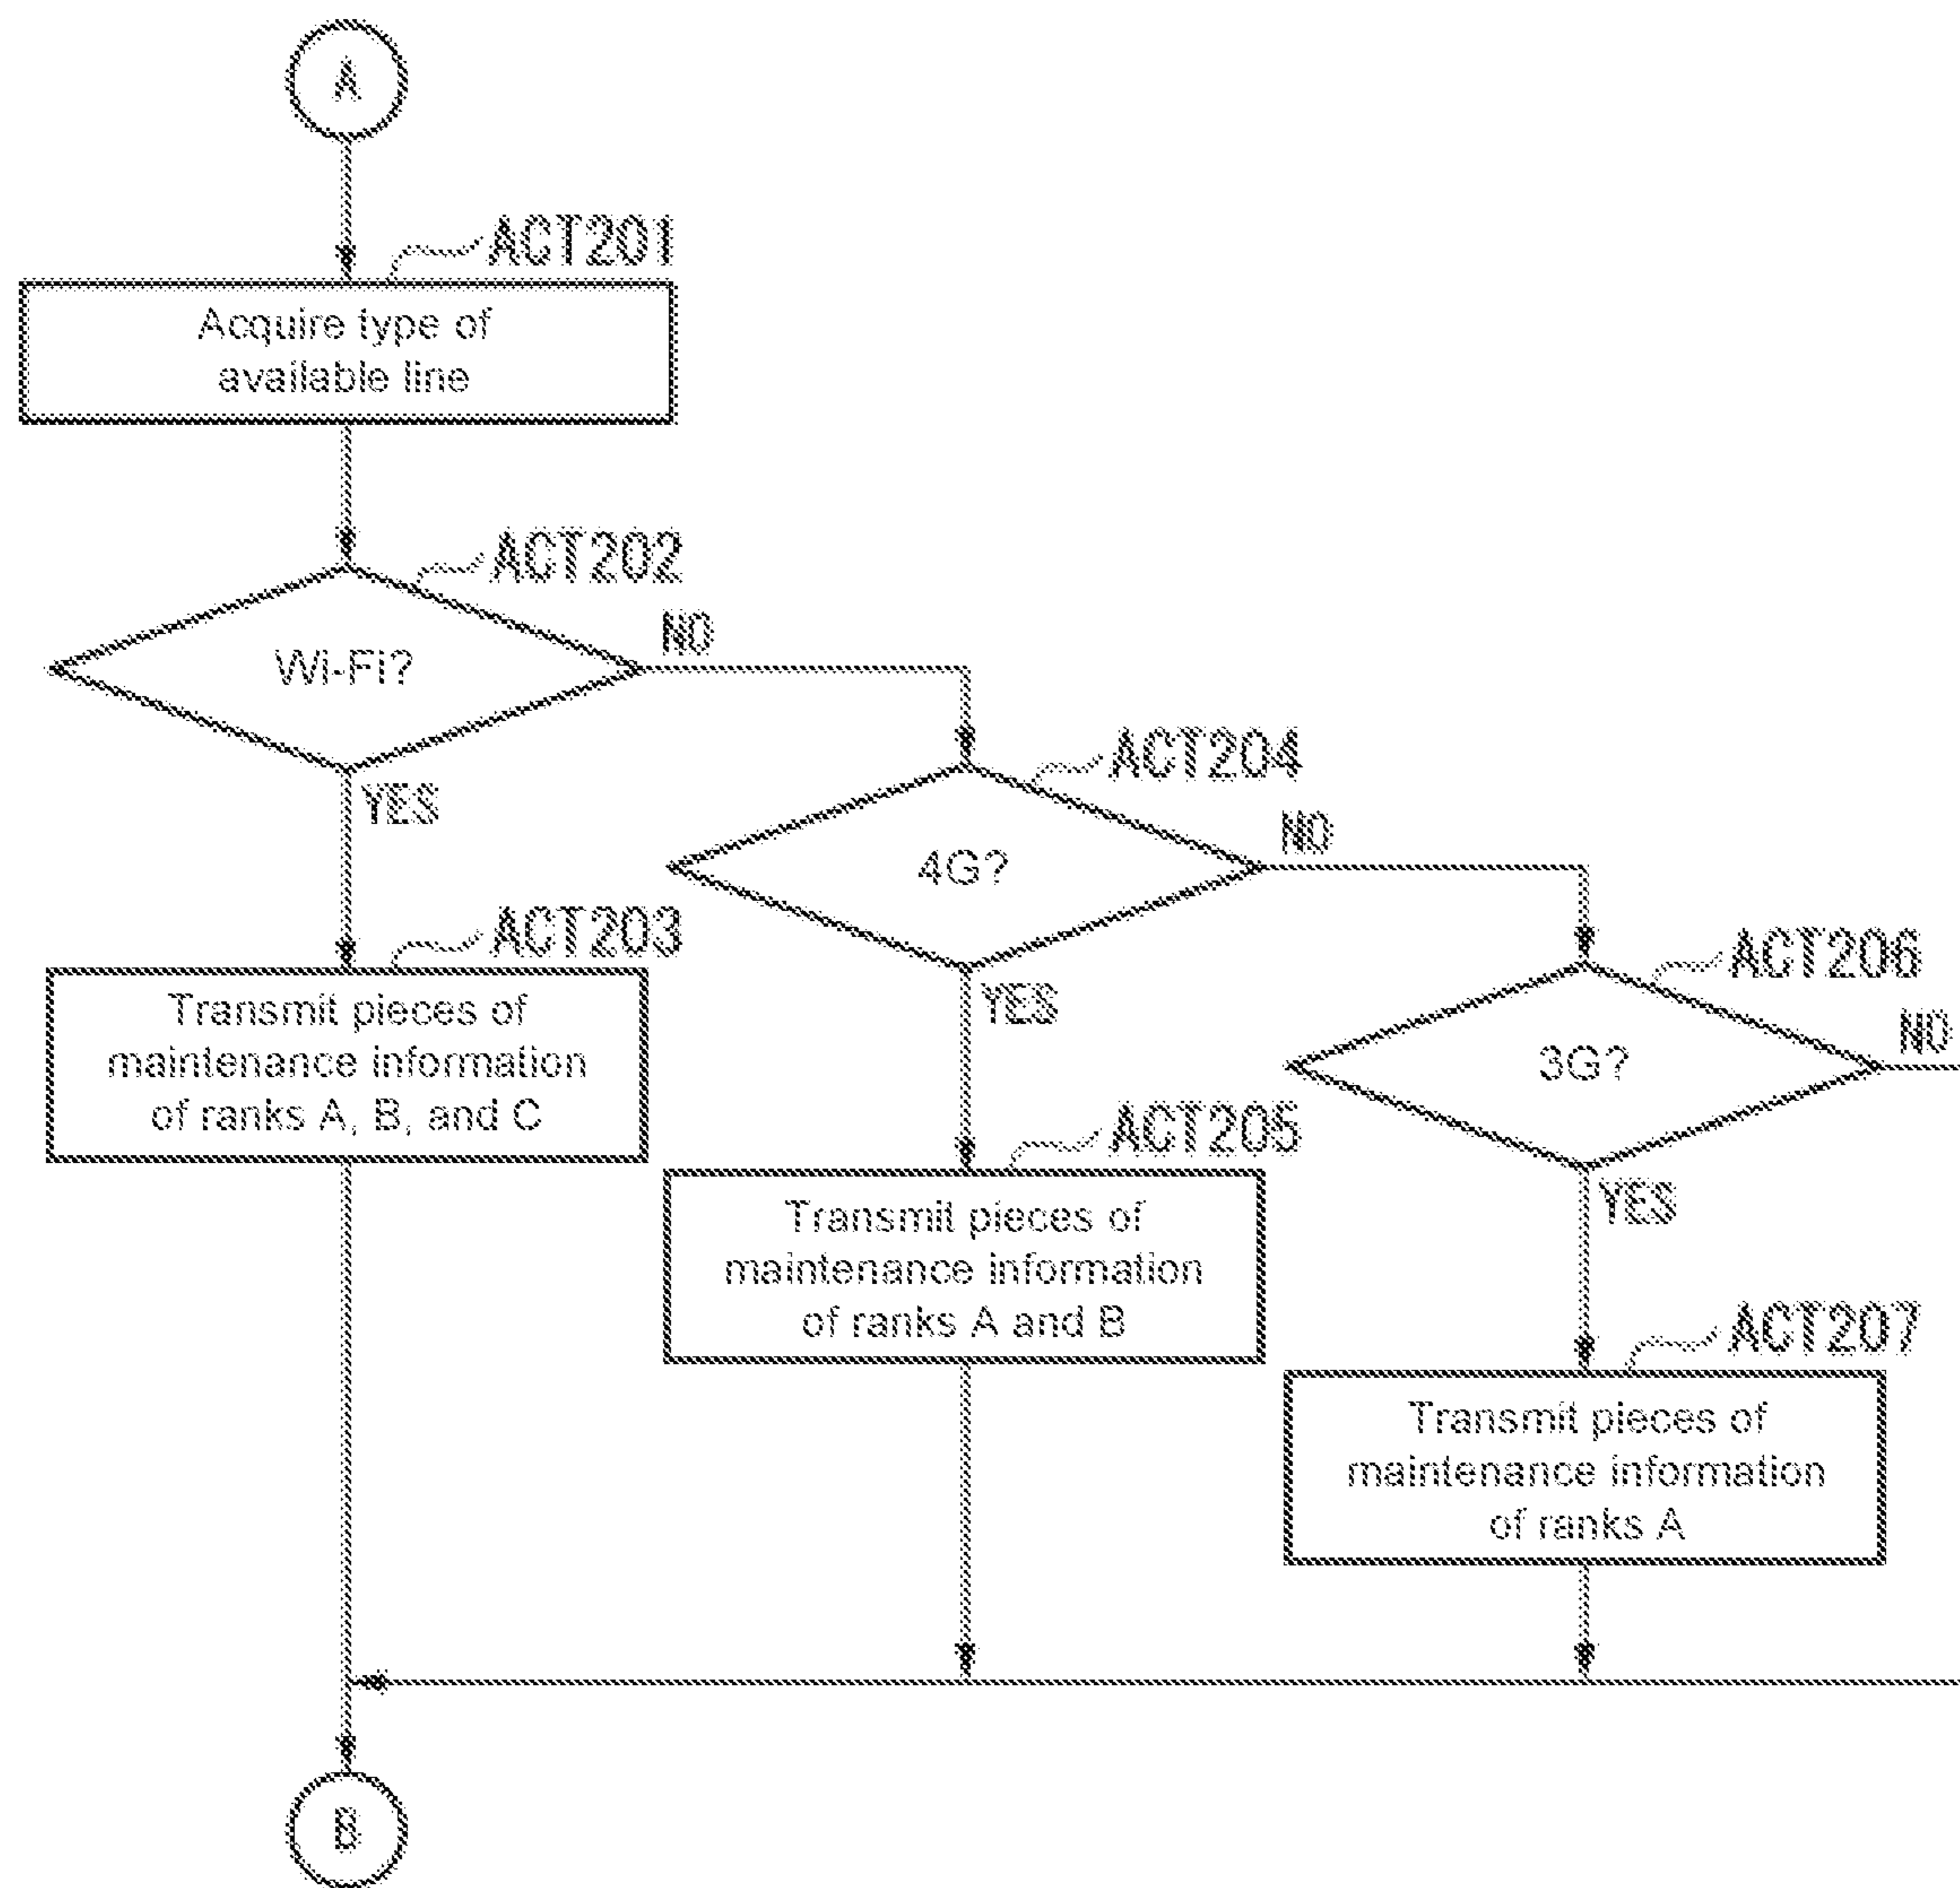 A
ACT201
Acquire type of
available line
ACT202
Wi-Fi?
NO
YES
ACT203
Transmit pieces of
maintenance information
of ranks A, B, and C
ACT204
4G?
NO
YES
ACT205
Transmit pieces of
maintenance information
of ranks A and B
ACT206
3G?
NO
YES
ACT207
Transmit pieces of
maintenance information
of ranks A
B